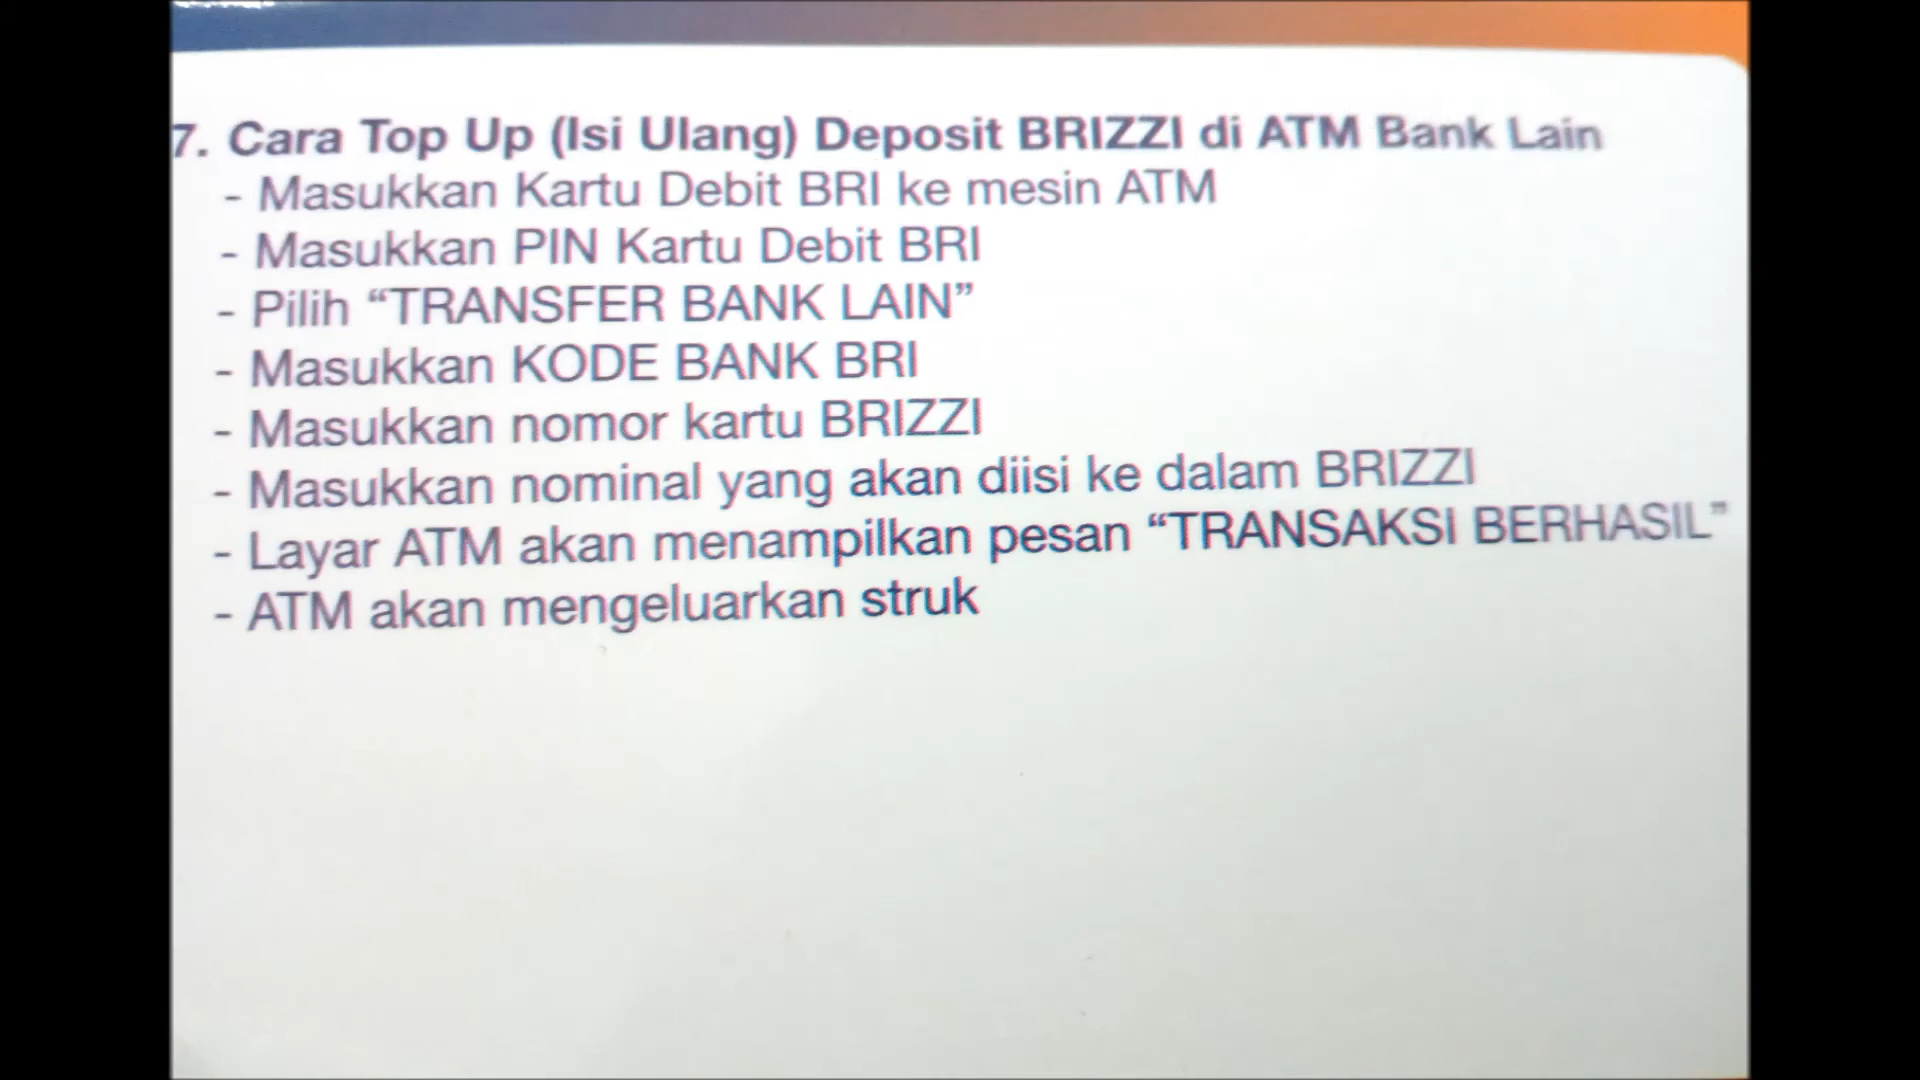 7. Cara Top Up (Isi Ulang) Deposit BRIZZI di ATM Bank Lain
- Masukkan Kartu Debit BRI ke mesin ATM
- Masukkan PIN Kartu Debit BRI
- Pilih “TRANSFER BANK LAIN”
- Masukkan KODE BANK BRI
- Masukkan nomor kartu BRIZZI
- Masukkan nominal yang akan diisi ke dalam BRIZZI
- Layar ATM akan menampilkan pesan “TRANSAKSI BERHASIL”
- ATM akan mengeluarkan struk